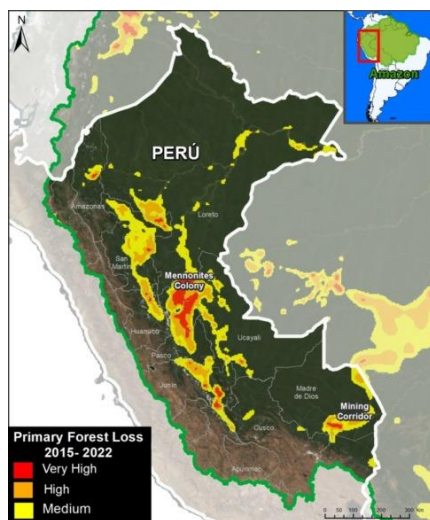 N
Amazon
PERÚ
Amazonas
Loreto
San
Martín
Mennonites
Colony
Huanuco
Ucayali
Pasco
Junín
Madre
de Dios
Mining
Corridor
Cusco
Apurimac
Primary Forest Loss
2015- 2022
Very High
High
Medium